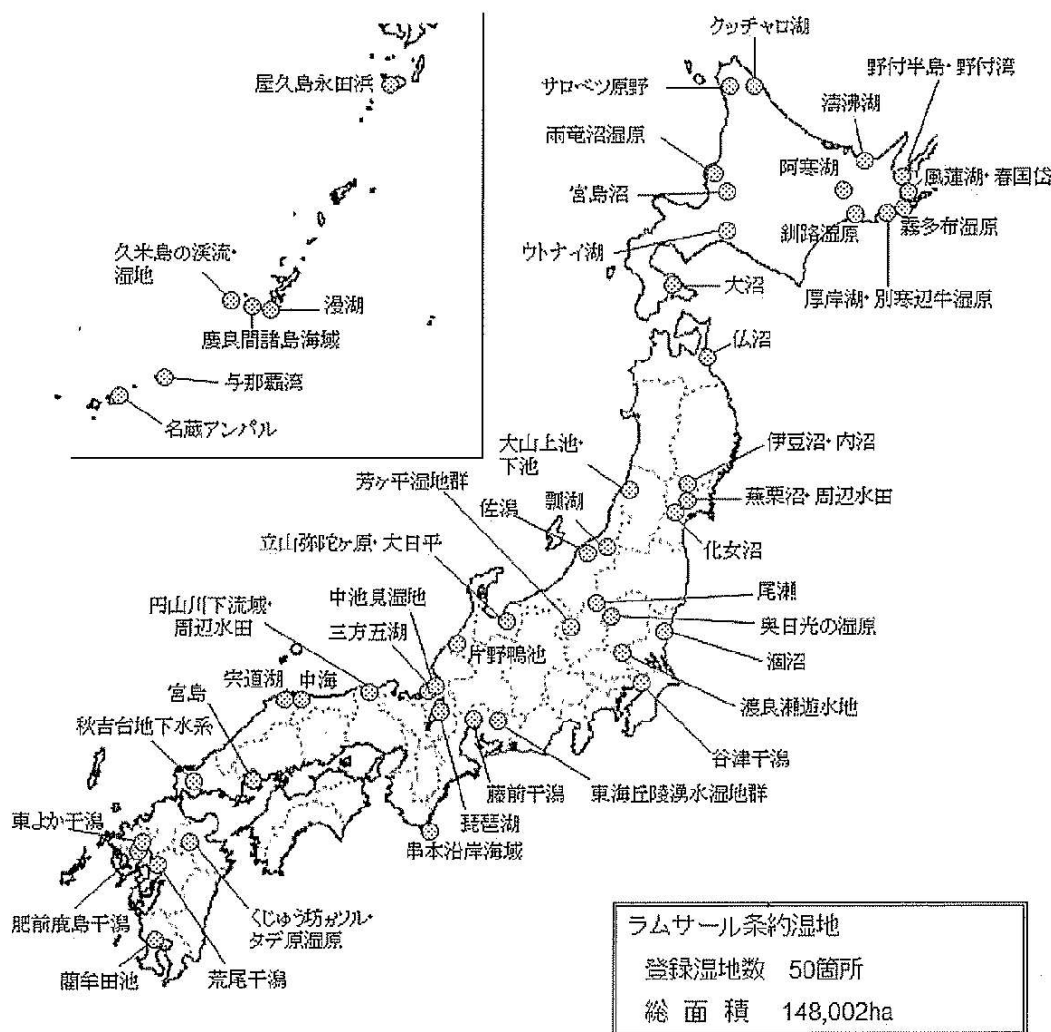 クッチャロ湖
屋久島永田浜
サロベツ原野
野付半島・野付湾
濤沸湖
雨竜沼湿原
阿寒湖
宮島沼
風蓮湖・春国岱
釧路湿原
霧多布湿原
ウトナイ湖
久米島の渓流・
湿地
漫湖
大沼
厚岸湖・別寒辺牛湿原
慶良間諸島海域
仏沼
与那覇湾
名蔵アンパル
大山上池・
下池
伊豆沼・内沼
芳ヶ平湿地群
佐潟
瓢湖
蕪栗沼・周辺水田
化女沼
立山弥陀ヶ原・大日平
尾瀬
中池見湿地
円山川下流域・
周辺水田
三方五湖
奥日光の湿原
片野鴨池
涸沼
宍道湖
中海
宮島
渡良瀬遊水地
秋吉台地下水系
谷津干潟
藤前干潟
東海丘陵湧水湿地群
東よか干潟
琵琶湖
串本沿岸海域
肥前鹿島干潟
くじゅう坊ガツル・
タデ原湿原
藺牟田池
荒尾干潟
ラムサール条約湿地
登録湿地数 50箇所
総面積 148,002ha